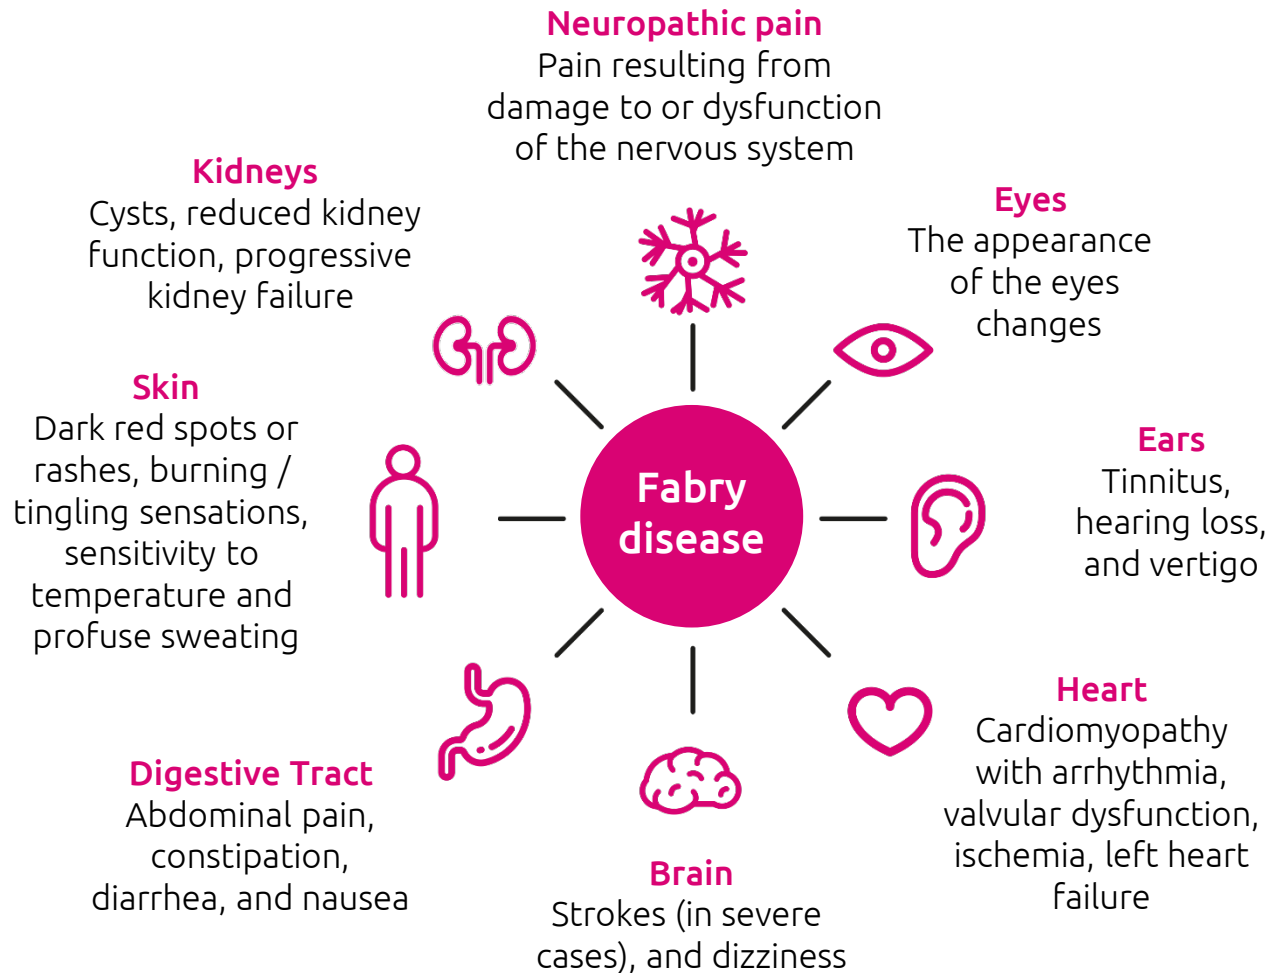 Neuropathic pain
Pain resulting from
damage to or dysfunction
of the nervous system
Kidneys
Cysts, reduced kidney
function, progressive
kidney failure
Eyes
The appearance
of the eyes
changes
Skin
Dark red spots or
rashes, burning /
tingling sensations,
sensitivity to
temperature and
profuse sweating
Fabry
disease
Ears
Tinnitus,
hearing loss,
and vertigo
Digestive Tract
Abdominal pain,
constipation,
diarrhea, and nausea
Brain
Strokes (in severe
cases), and dizziness
Heart
Cardiomyopathy
with arrhythmia,
valvular dysfunction,
ischemia, left heart
failure